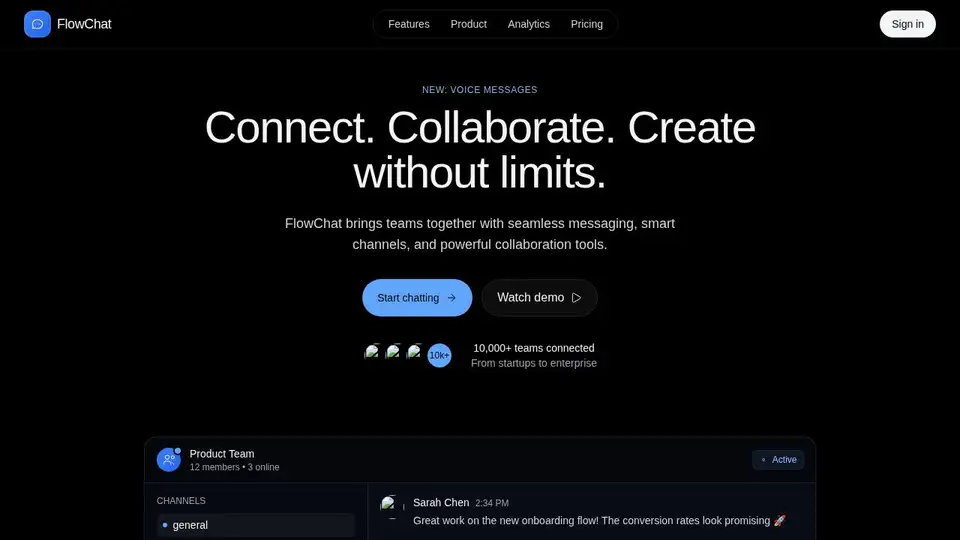 FlowChat
Features
Product
Analytics
Pricing
Sign in
NEW: VOICE MESSAGES
Connect. Collaborate. Create
without limits.
FlowChat brings teams together with seamless messaging, smart
channels, and powerful collaboration tools.
Start chatting
Watch demo
10k+
10,000+ teams connected
From startups to enterprise
Product Team
12 members • 3 online
Active
CHANNELS
general
Sarah Chen 2:34 PM
Great work on the new onboarding flow! The conversion rates look promising 🚀